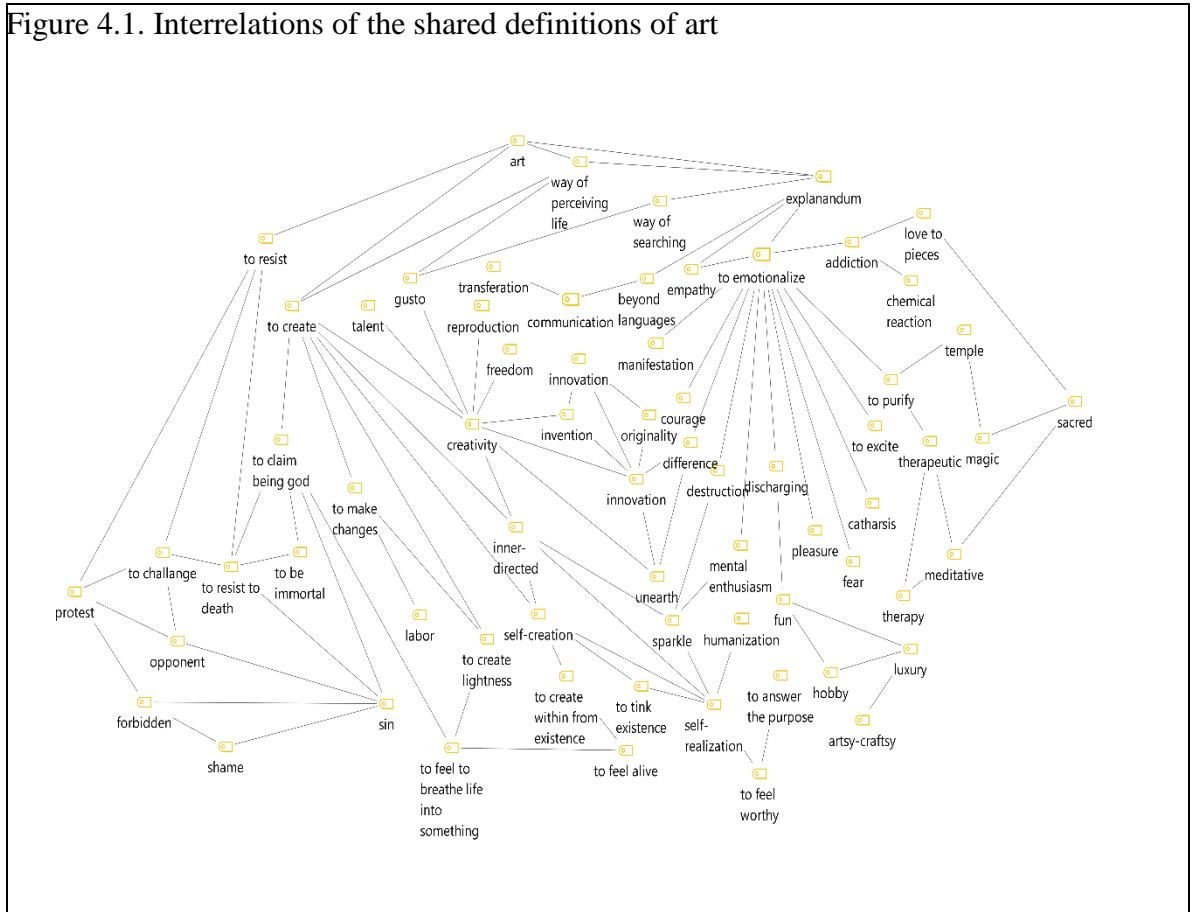 Figure 4.1. Interrelations of the shared definitions of art
art
way of
perceiving
life
explanandum
way of
searching
love to
pieces
to resist
addiction
to emotionalize
empathy
beyond
languages
transferation
gusto
chemical
reaction
communication
reproduction
talent
to create
temple
manifestation
freedom
innovation
to purify
courage
sacred
originality
invention
creativity
to excite
therapeutic
magic
difference
to claim
being god
discharging
destruction
innovation
to make
changes
catharsis
inner-
directed
pleasure
mental
enthusiasm
fear
meditative
to challange
to resist to
death
to be
immortal
unearth
protest
therapy
fun
labor
self-creation
sparkle
humanization
to create
lightness
opponent
luxury
hobby
to answer
the purpose
to create
within from
existence
to tink
existence
self-
realization
forbidden
sin
artsy-craftsy
shame
to feel to
breathe life
into
something
to feel alive
to feel
worthy